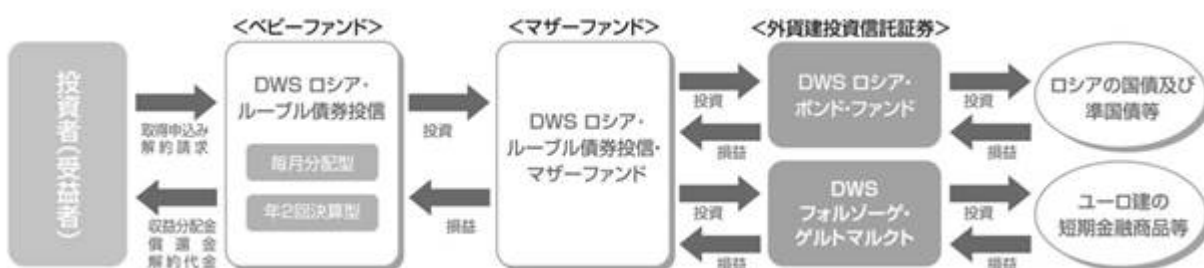 <ベビーファンド>
<マザーファンド>
<外貨建投資信託証券>
投資者(受益者)
取得申込み
解約請求
収益分配金
償還金
解約代金
DWS ロシア・
ルーブル債券投信
毎月分配型
年2回決算型
投資
損益
DWS ロシア・
ルーブル債券投信・
マザーファンド
投資
損益
投資
損益
DWS ロシア・
ボンド・ファンド
DWS
フォルゾーゲ・
ゲルトマルクト
投資
損益
投資
損益
ロシアの国債及び
準国債等
ユーロ建の
短期金融商品等